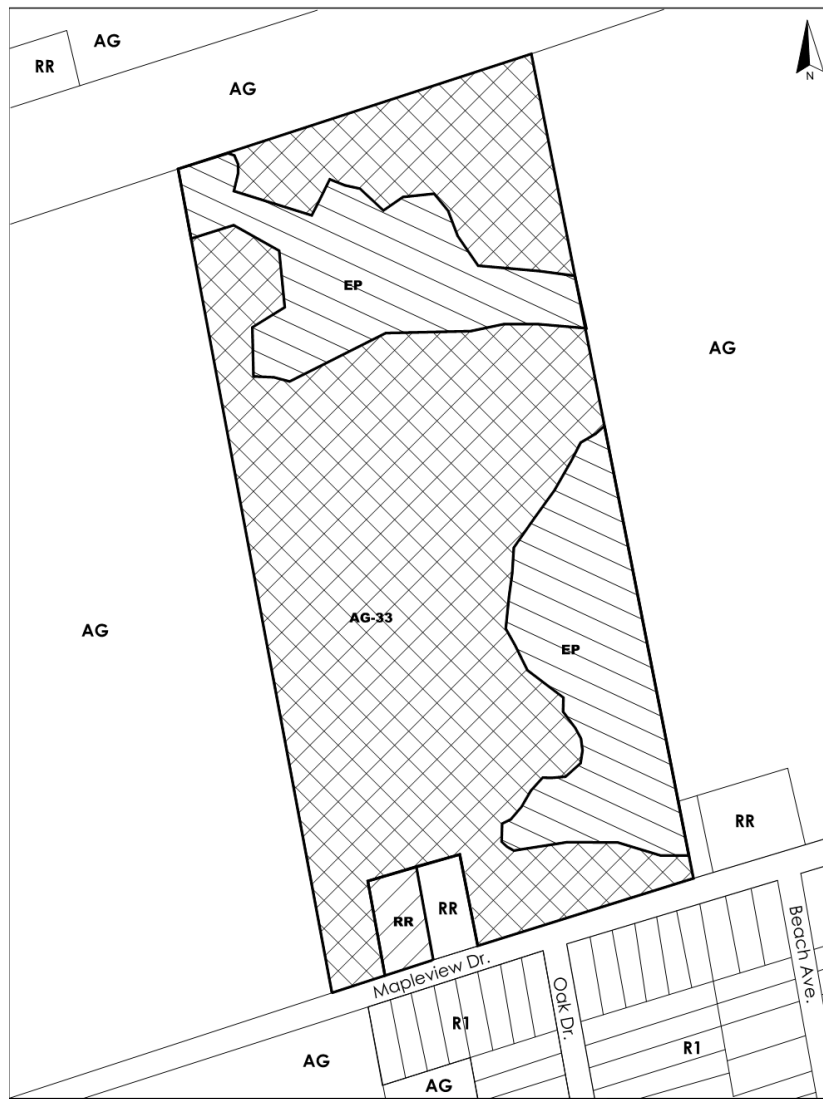 AG
RR
AG
N
EP
AG
AG-33
AG
EP
RR
RR
RR
Mapleview Dr.
Beach Ave.
Oak Dr.
R1
R1
AG
AG